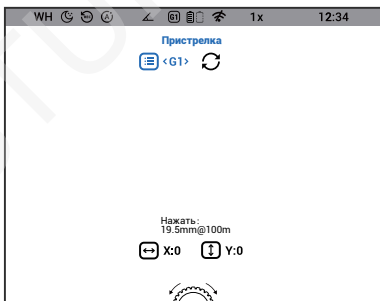 WH G1 1x 12:34
Пристрелка
<G1>
Нажать:
19.5mm@100m
X:0 Y:0